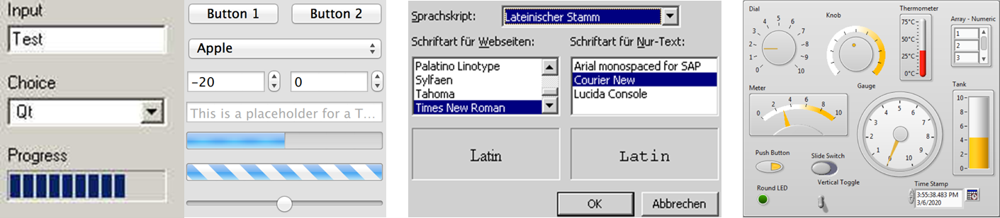 Input
Test
Choice
Qt
Progress
Button 1
Button 2
Apple
-20
0
This is a placeholder for a T...
Sprachskript:
Lateinischer Stamm
Schriftart für Webseiten:
Palatino Linotype
Sylfaen
Tahoma
Times New Roman
Schriftart für Nur-Text:
Arial monospaced for SAP
Courier New
Lucida Console
Latin
Latin
OK
Abbrechen
Dial
0
1
2
3
4
5
6
7
8
9
10
Knob
Thermometer
75°C
50°C
25°C
0°C
Array - Numeric
1
2
3
Meter
0
2
4
6
8
10
Gauge
0
1
2
3
4
5
6
7
8
9
10
Tank
10
8
6
4
2
0
Push Button
Slide Switch
Round LED
Vertical Toggle
Time Stamp
3:55:38.483 PM
3/6/2020